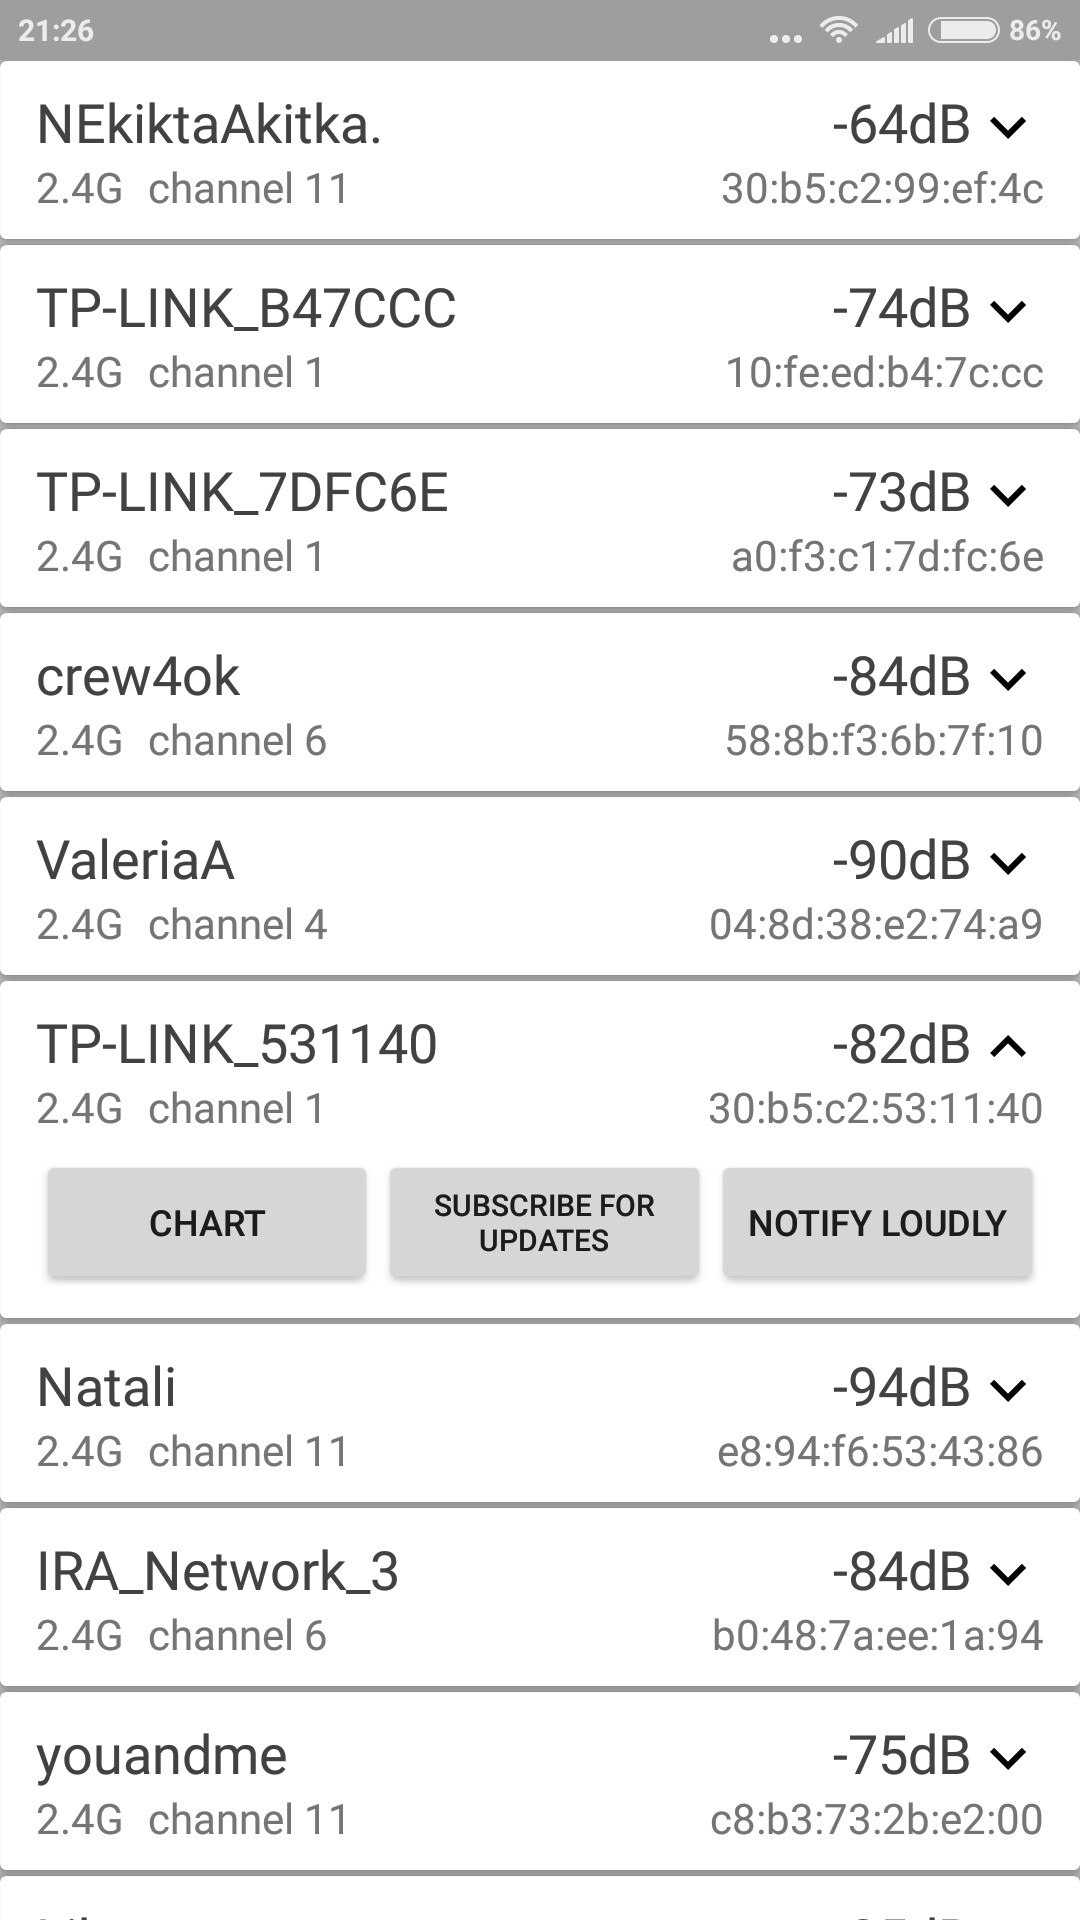 21:26 86%
NEkiktaAkitka. -64dB
2.4G channel 11 30:b5:c2:99:ef:4c
TP-LINK_B47CCC -74dB
2.4G channel 1 10:fe:ed:b4:7c:cc
TP-LINK_7DFC6E -73dB
2.4G channel 1 a0:f3:c1:7d:fc:6e
crew4ok -84dB
2.4G channel 6 58:8b:f3:6b:7f:10
ValeriaA -90dB
2.4G channel 4 04:8d:38:e2:74:a9
TP-LINK_531140 -82dB
2.4G channel 1 30:b5:c2:53:11:40
CHART
SUBSCRIBE FOR
UPDATES
NOTIFY LOUDLY
Natali -94dB
2.4G channel 11 e8:94:f6:53:43:86
IRA_Network_3 -84dB
2.4G channel 6 b0:48:7a:ee:1a:94
youandme -75dB
2.4G channel 11 c8:b3:73:2b:e2:00